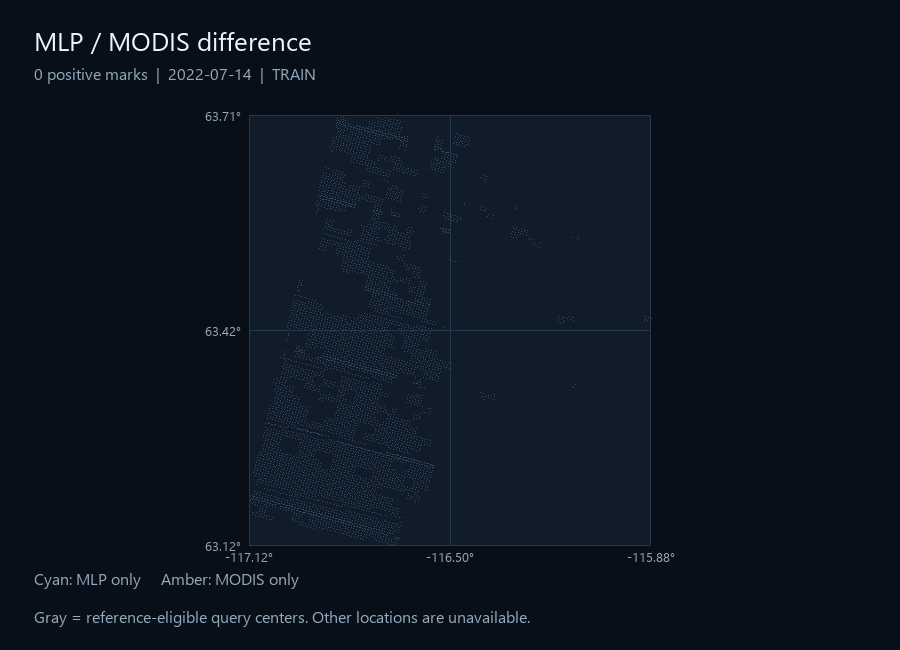 MLP / MODIS difference
0 positive marks | 2022-07-14 | TRAIN
63.71°
63.42°
63.12°
-117.12° -116.50° -115.88°
Cyan: MLP only Amber: MODIS only
Gray = reference-eligible query centers. Other locations are unavailable.